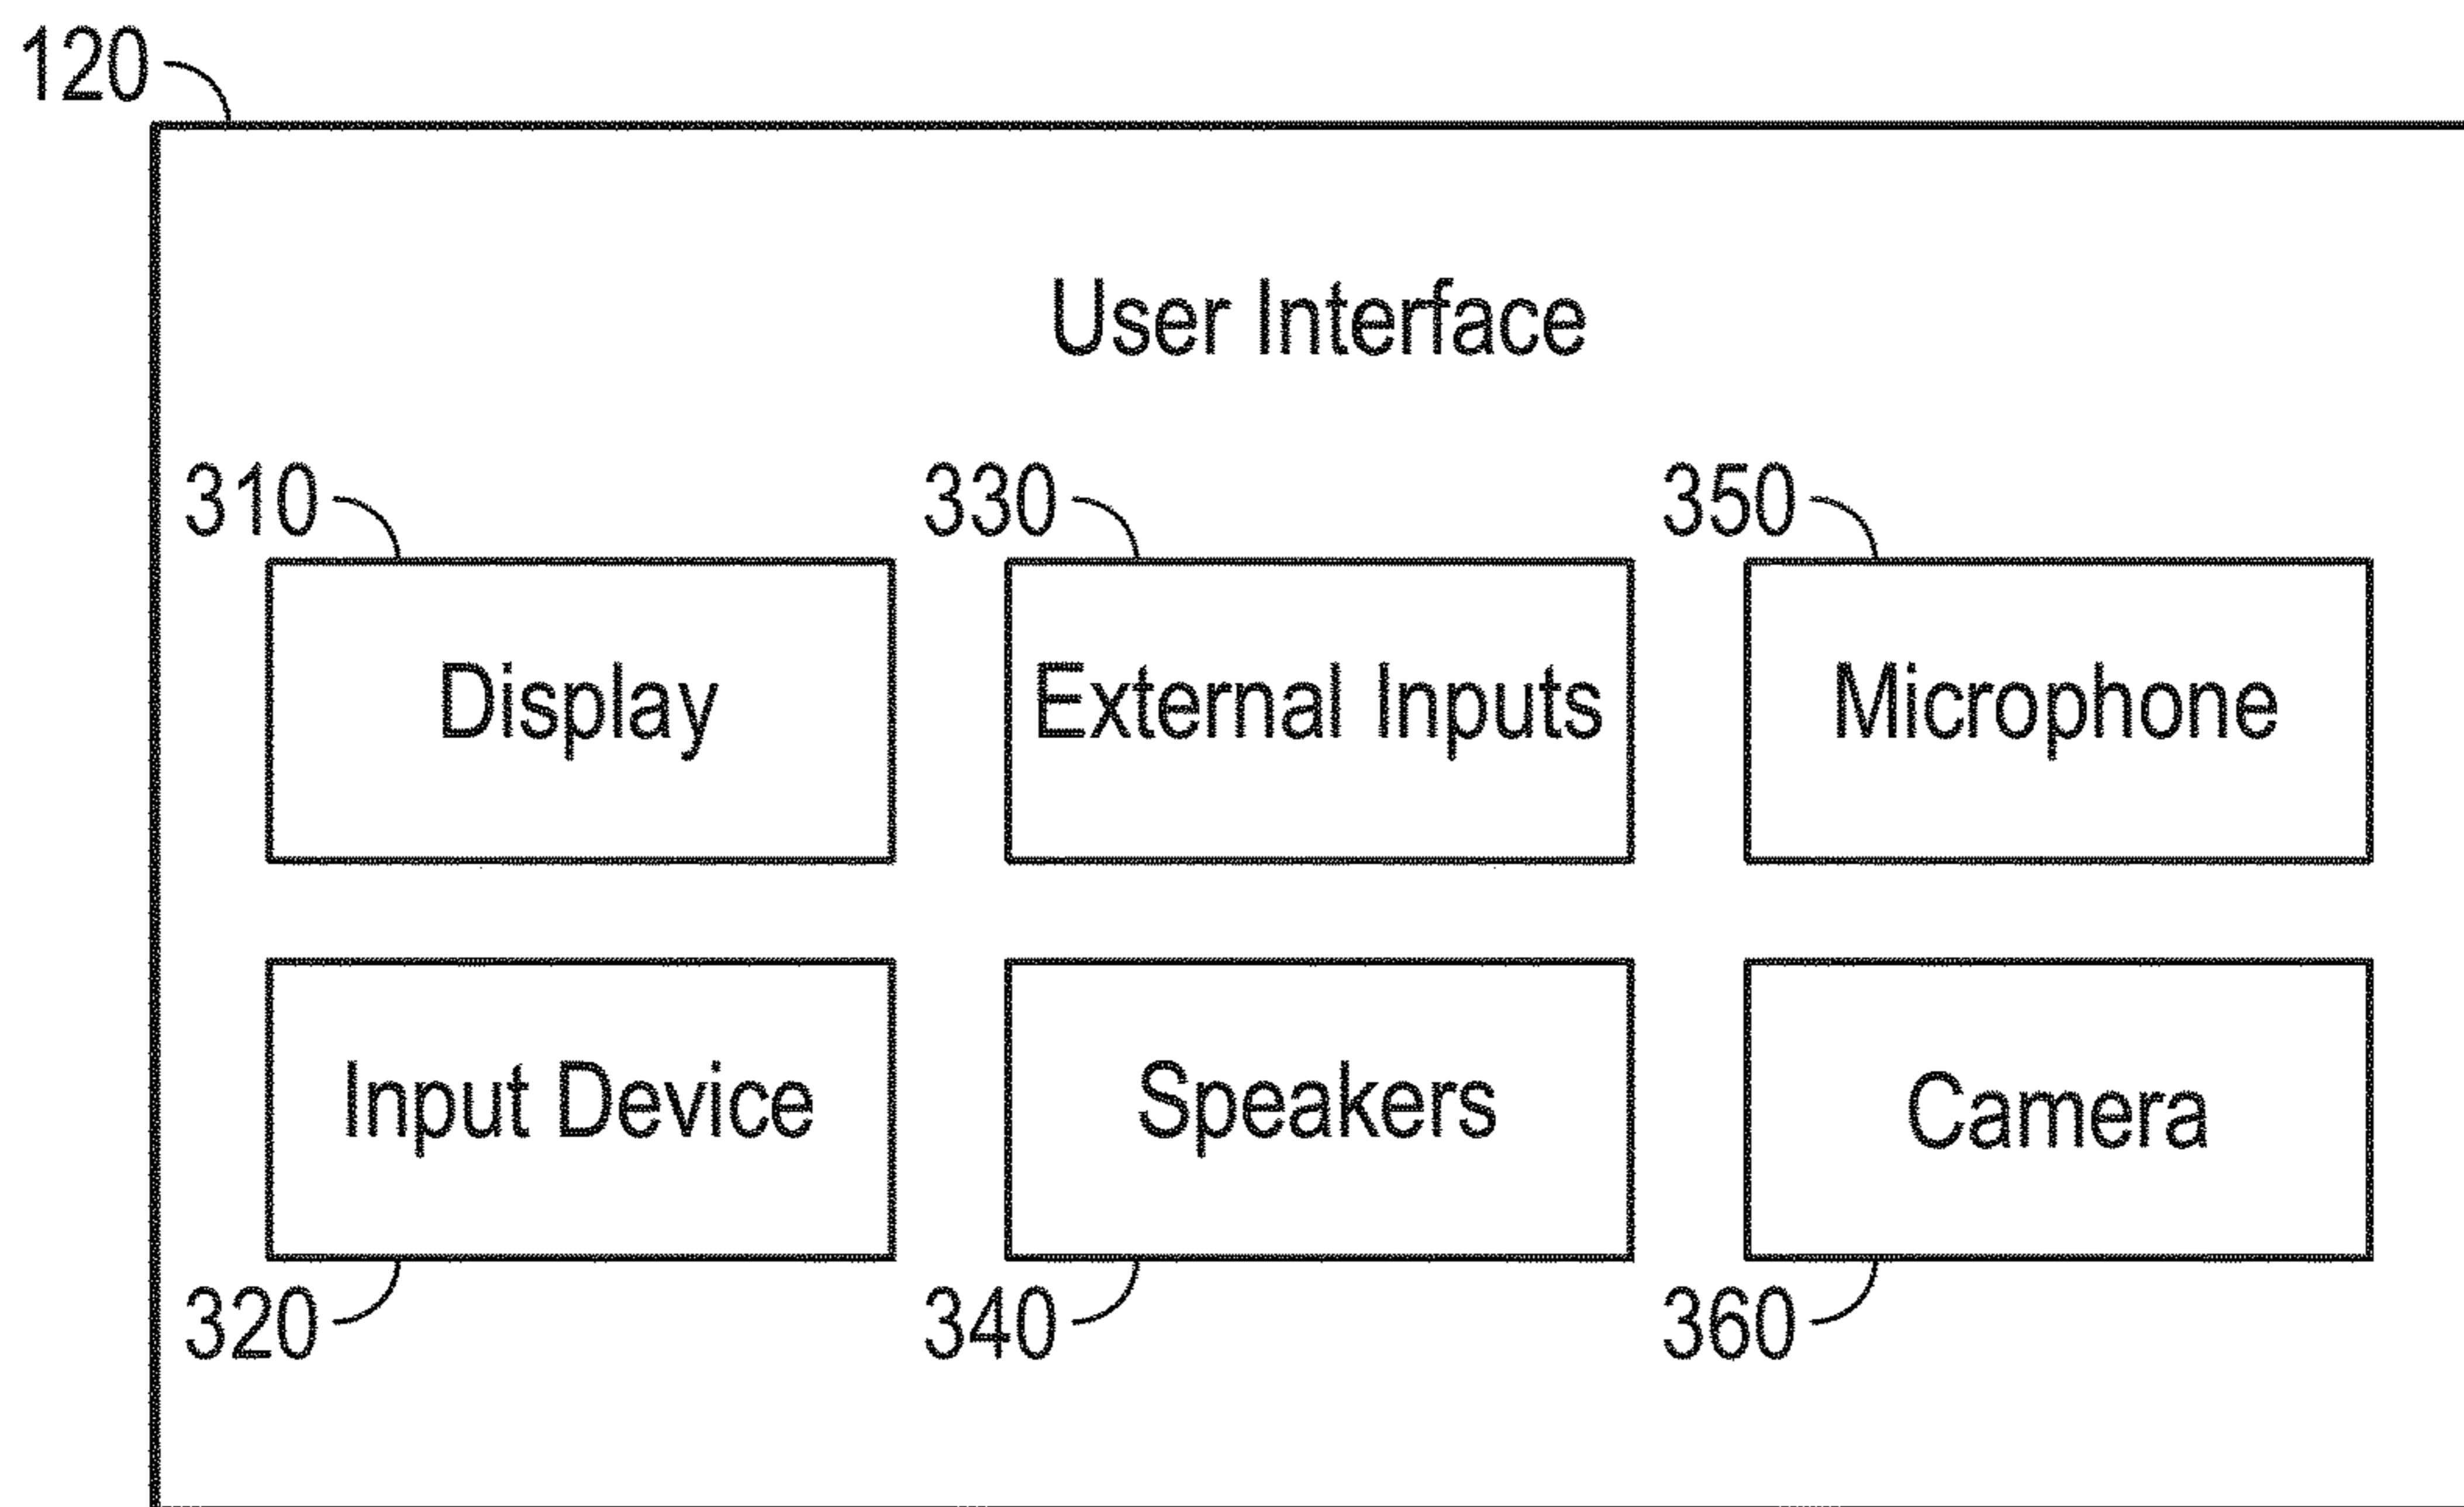 120
User Interface
310 330 350
Display External Inputs Microphone
Input Device Speakers Camera
320 340 360